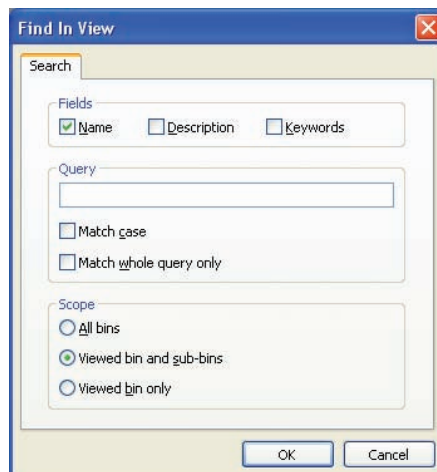 Find In View
Search
Fields
Name Description Keywords
Query
Match case
Match whole query only
Scope
All bins
Viewed bin and sub-bins
Viewed bin only
OK Cancel